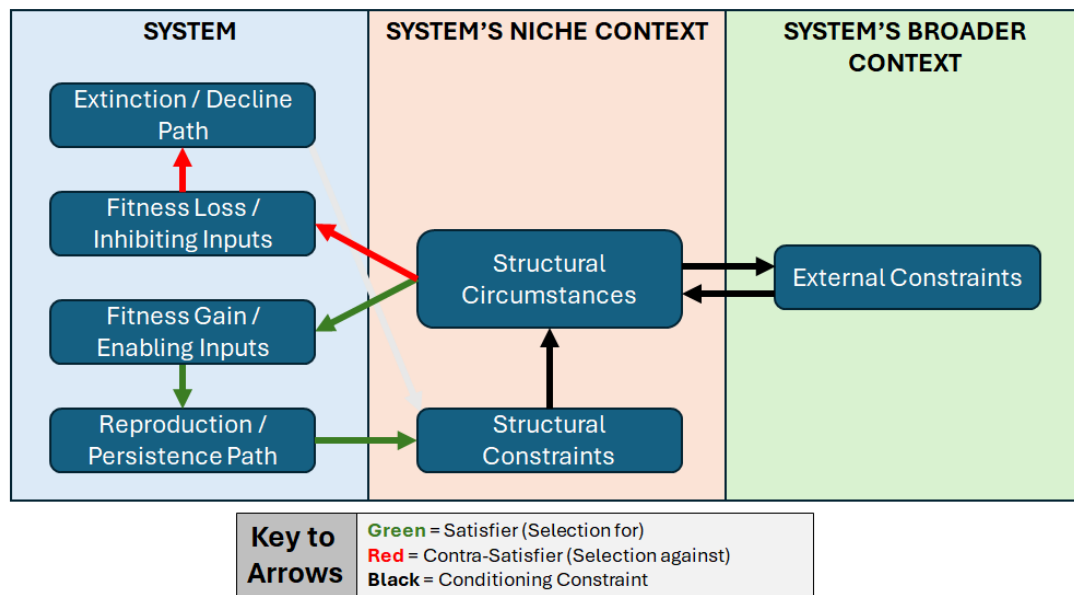 SYSTEM
Extinction / Decline
Path
Fitness Loss /
Inhibiting Inputs
Fitness Gain /
Enabling Inputs
Reproduction /
Persistence Path
SYSTEM’S NICHE CONTEXT
Structural
Circumstances
Structural
Constraints
SYSTEM’S BROADER
CONTEXT
External Constraints
Key to
Arrows
Green = Satisfier (Selection for)
Red = Contra-Satisfier (Selection against)
Black = Conditioning Constraint